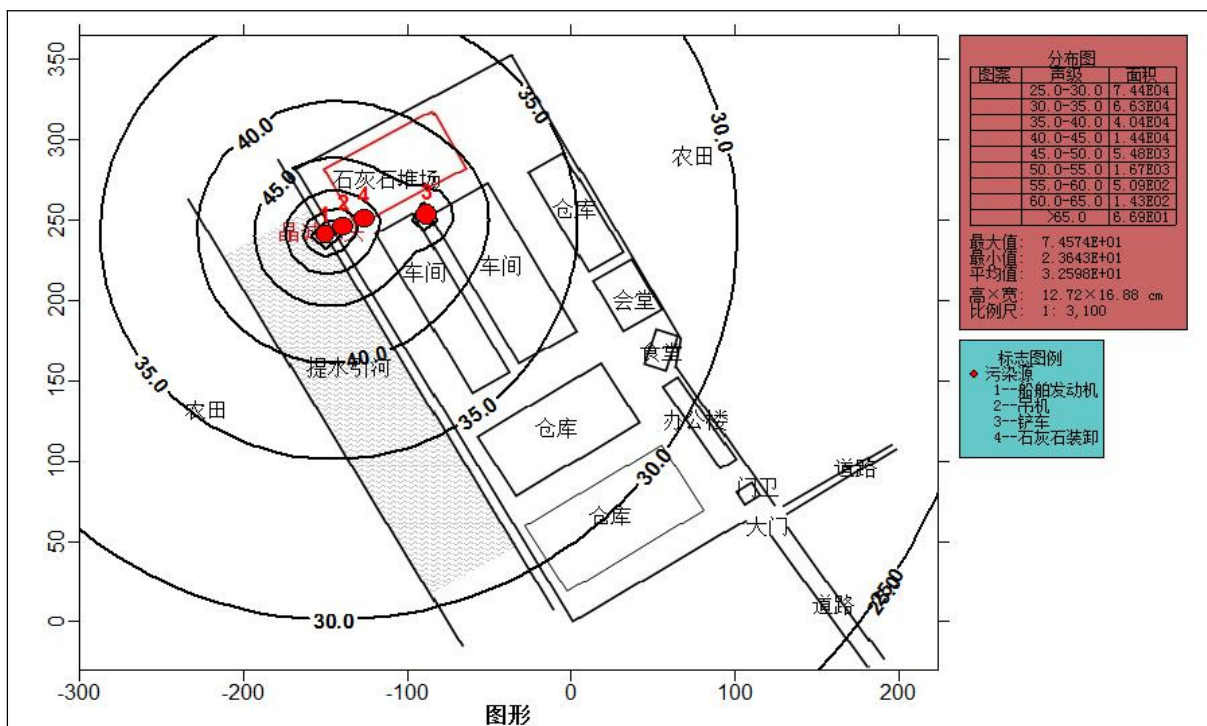 350
300
250
200
150
100
50
0
-300
-200
-100
0
100
200
图形
40.0
35.0
30.0
农田
45.0
石灰石堆场
1
2
4
3
仓库
车间
车间
会堂
食堂
40.0
提水引河
35.0
农田
35.0
仓库
办公楼
30.0
门卫
道路
仓库
大门
道路
30.0
25.0
分布图
图案 声级 面积
25.0-30.0 7.44E04
30.0-35.0 6.63E04
35.0-40.0 4.04E04
40.0-45.0 1.44E04
45.0-50.0 5.48E03
50.0-55.0 1.67E03
55.0-60.0 5.09E02
60.0-65.0 1.43E02
>65.0 6.69E01
最大值: 7.4574E+01
最小值: 2.3643E+01
平均值: 3.2598E+01
高×宽: 12.72×16.88 cm
比例尺: 1: 3,100
标志图例
污染源
1--船舶发动机
2--吊机
3--铲车
4--石灰石装卸